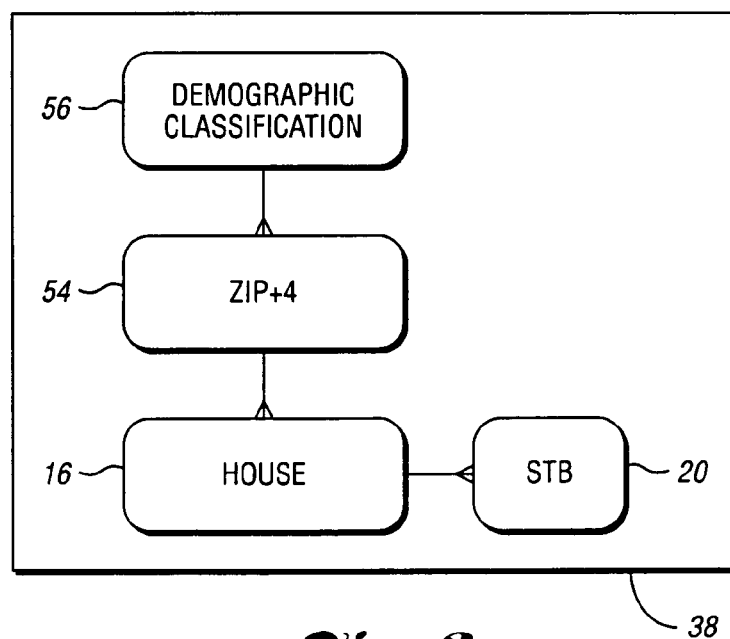 56
DEMOGRAPHIC
CLASSIFICATION
54
ZIP+4
16
HOUSE
STB
20
38